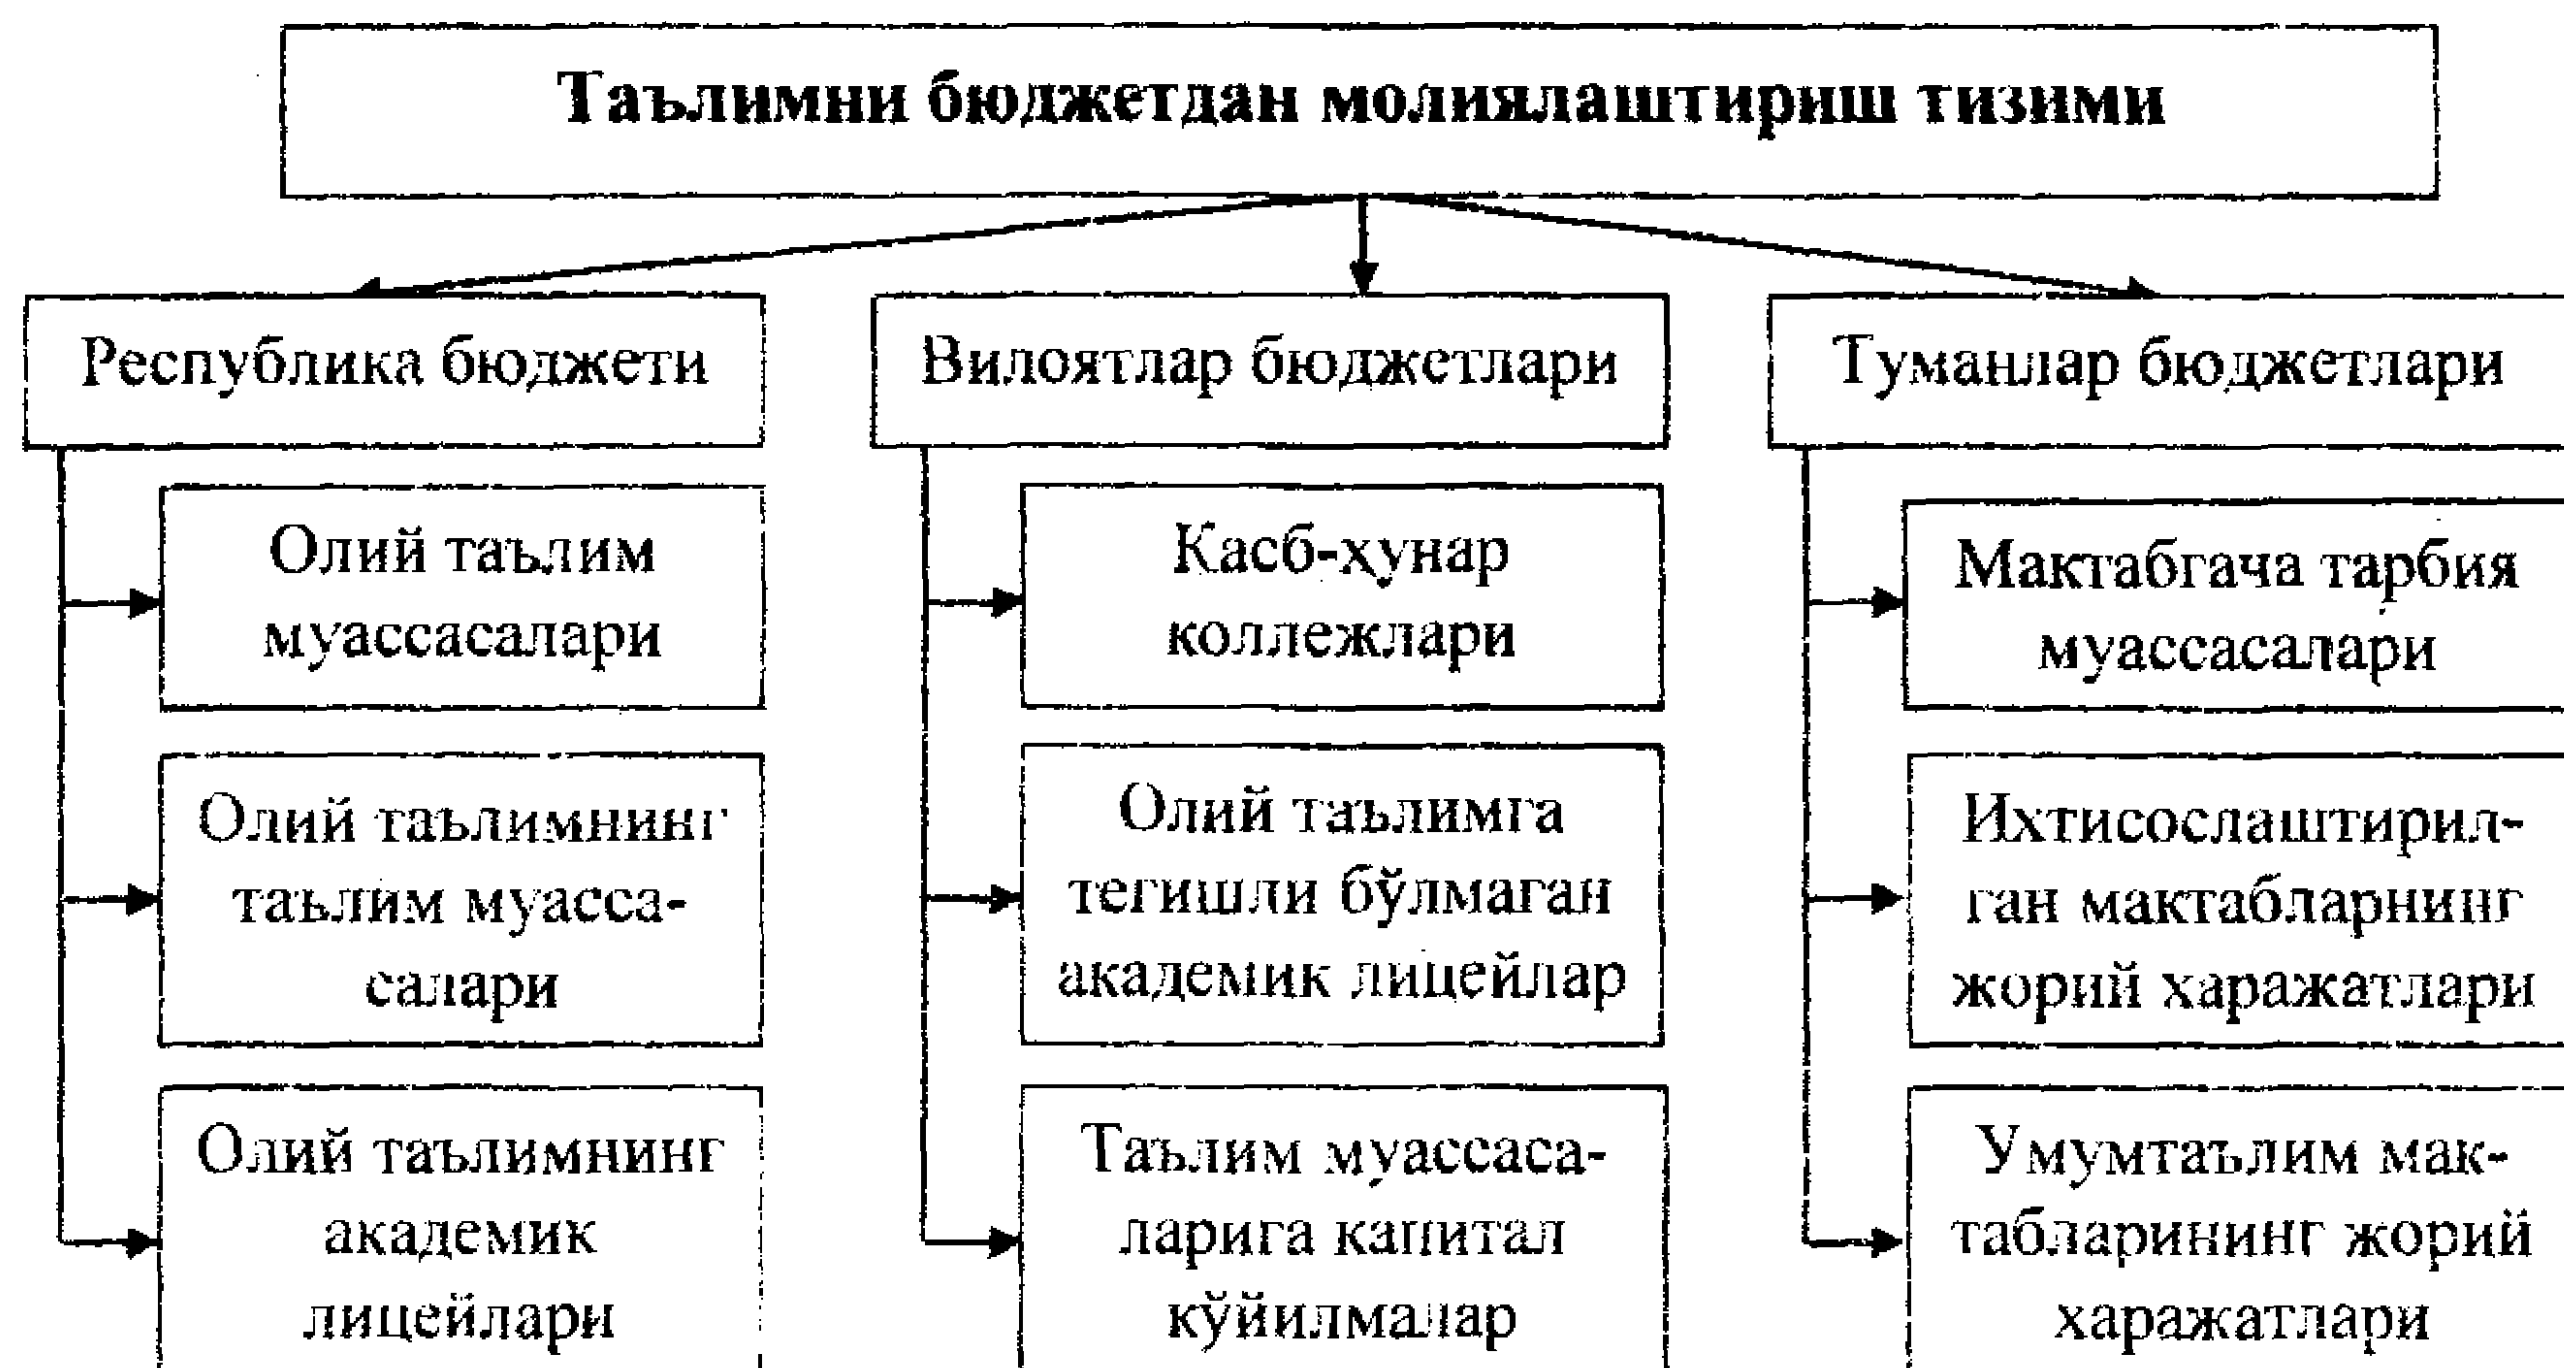 Таълимни бюджетдан молиялаштириш тизими
Республика бюджети
Вилоятлар бюджетлари
Туманлар бюджетлари
Олий таълим
муассасалари
Касб-ҳунар
коллежлари
Мактабгача тарбия
муассасалари
Олий таълимнинг
таълим муасса-
салари
Олий таълимга
тегишли бўлмаган
академик лицейлар
Ихтисослаштирил-
ган мактабларнинг
жорий харажатлари
Олий таълимнинг
академик
лицейлари
Таълим муассаса-
ларига капитал
қўйилмалар
Умумтаълим мак-
табларининг жорий
харажатлари